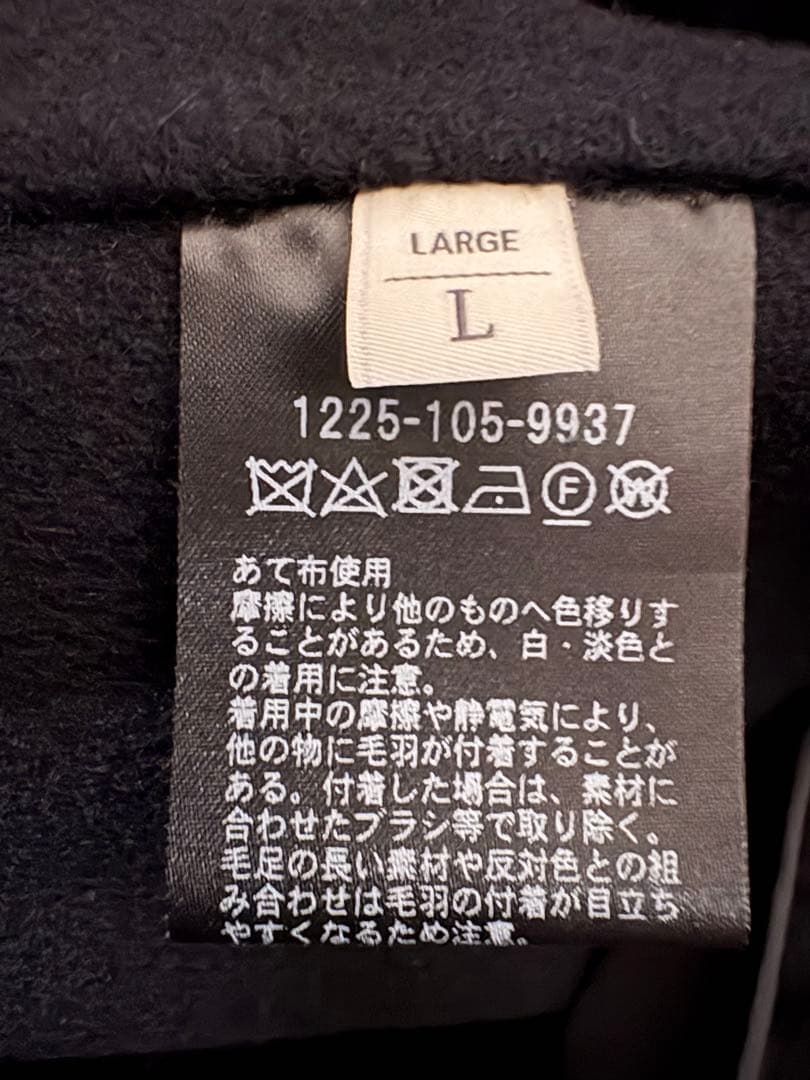 LARGE
L
1225-105-9937
F
W
あて布使用
摩擦により他のものへ色移りす
ることがあるため、白・淡色と
の着用に注意。
着用中の摩擦や静電気により、
他の物に毛羽が付着することが
ある。付着した場合は、素材に
合わせたブラシ等で取り除く。
毛足の長い素材や反対色との組
み合わせは毛羽の付着が目立ち
やすくなるため注意。